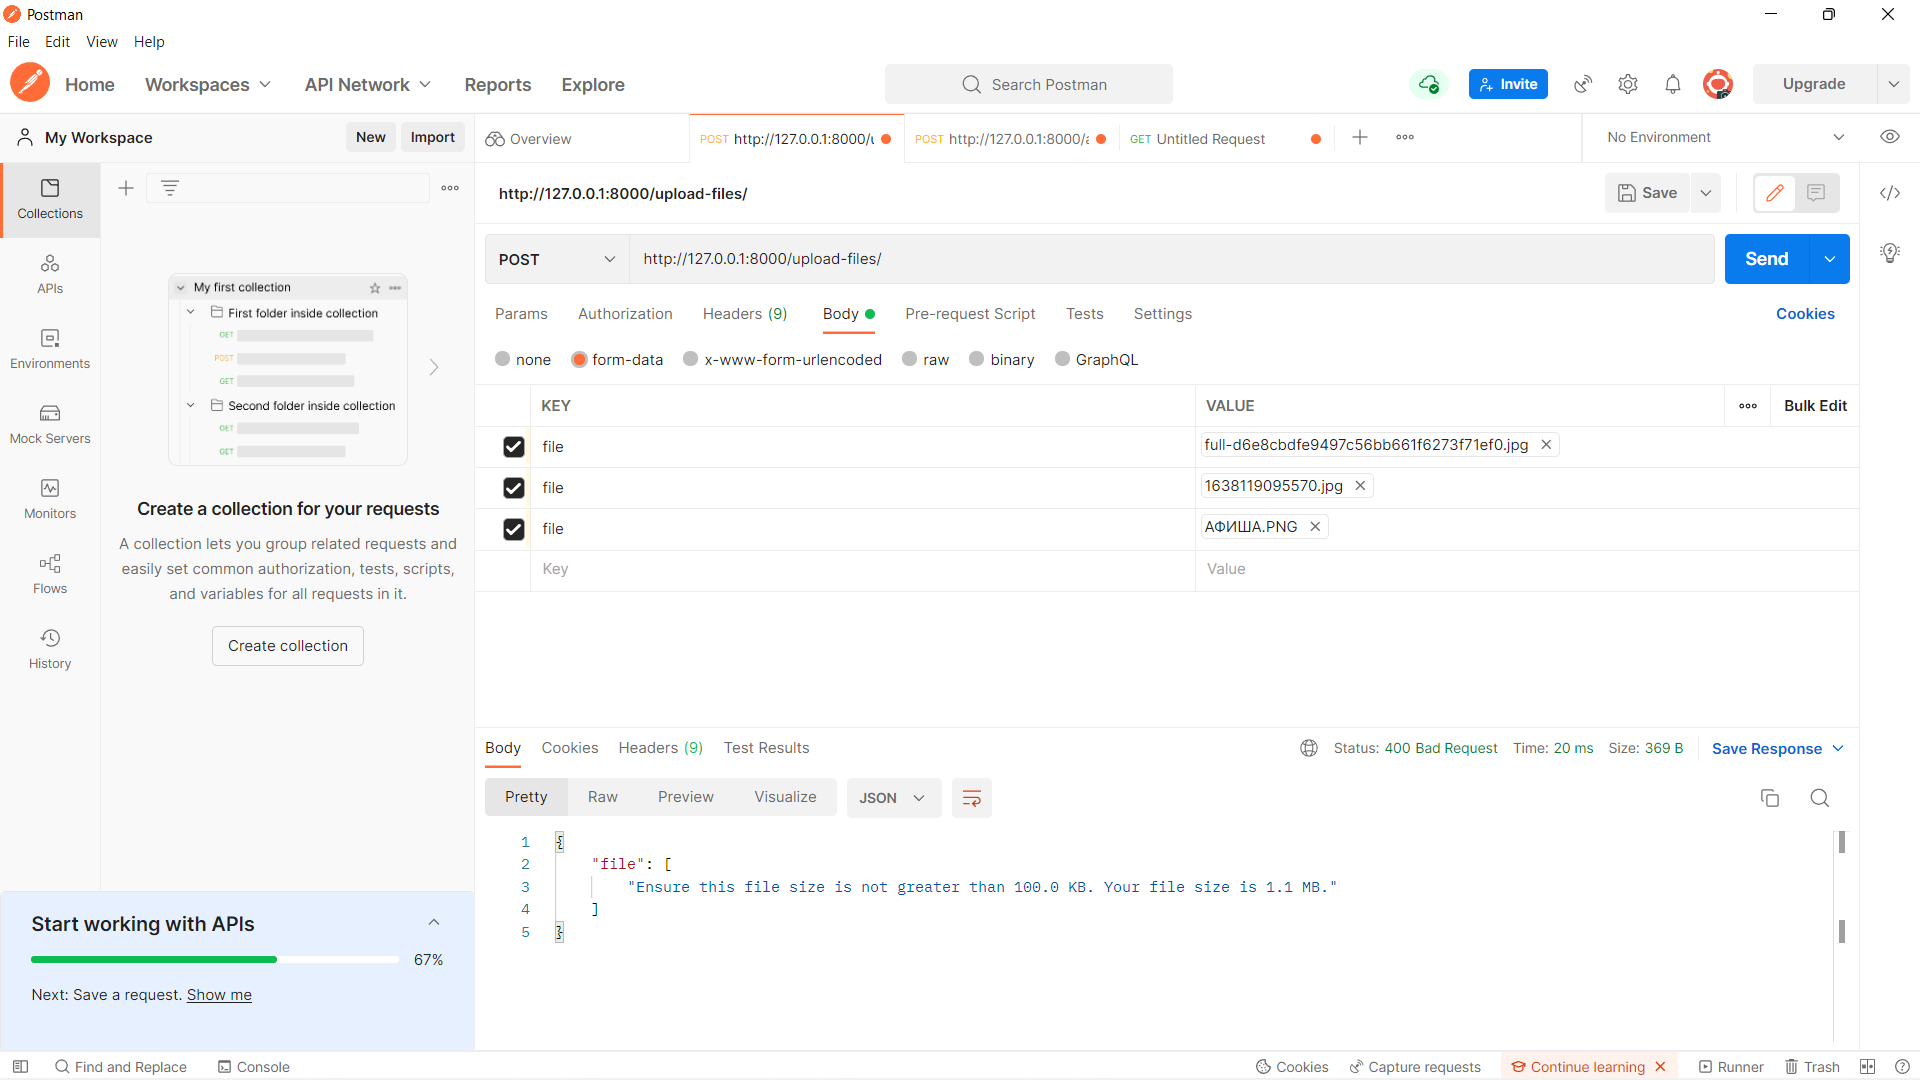 Postman
File Edit View Help
Home Workspaces API Network Reports Explore Search Postman Invite Upgrade
My Workspace New Import
Overview POST http://127.0.0.1:8000/u POST http://127.0.0.1:8000/a GET Untitled Request No Environment
Collections
APIs
Environments
Mock Servers
Monitors
Flows
History
My first collection
First folder inside collection
GET
POST
GET
Second folder inside collection
GET
GET
Create a collection for your requests
A collection lets you group related requests and
easily set common authorization, tests, scripts,
and variables for all requests in it.
Create collection
Start working with APIs
67%
Next: Save a request. Show me
http://127.0.0.1:8000/upload-files/ Save
POST http://127.0.0.1:8000/upload-files/ Send
Params Authorization Headers (9) Body Pre-request Script Tests Settings Cookies
none form-data x-www-form-urlencoded raw binary GraphQL
KEY VALUE Bulk Edit
file full-d6e8cbdfe9497c56bb661f6273f71ef0.jpg
file 1638119095570.jpg
file АФИША.PNG
Key Value
Body Cookies Headers (9) Test Results Status: 400 Bad Request Time: 20 ms Size: 369 B Save Response
Pretty Raw Preview Visualize JSON
1 {
2 "file": [
3 "Ensure this file size is not greater than 100.0 KB. Your file size is 1.1 MB."
4 ]
5 }
Find and Replace Console Cookies Capture requests Continue learning Runner Trash